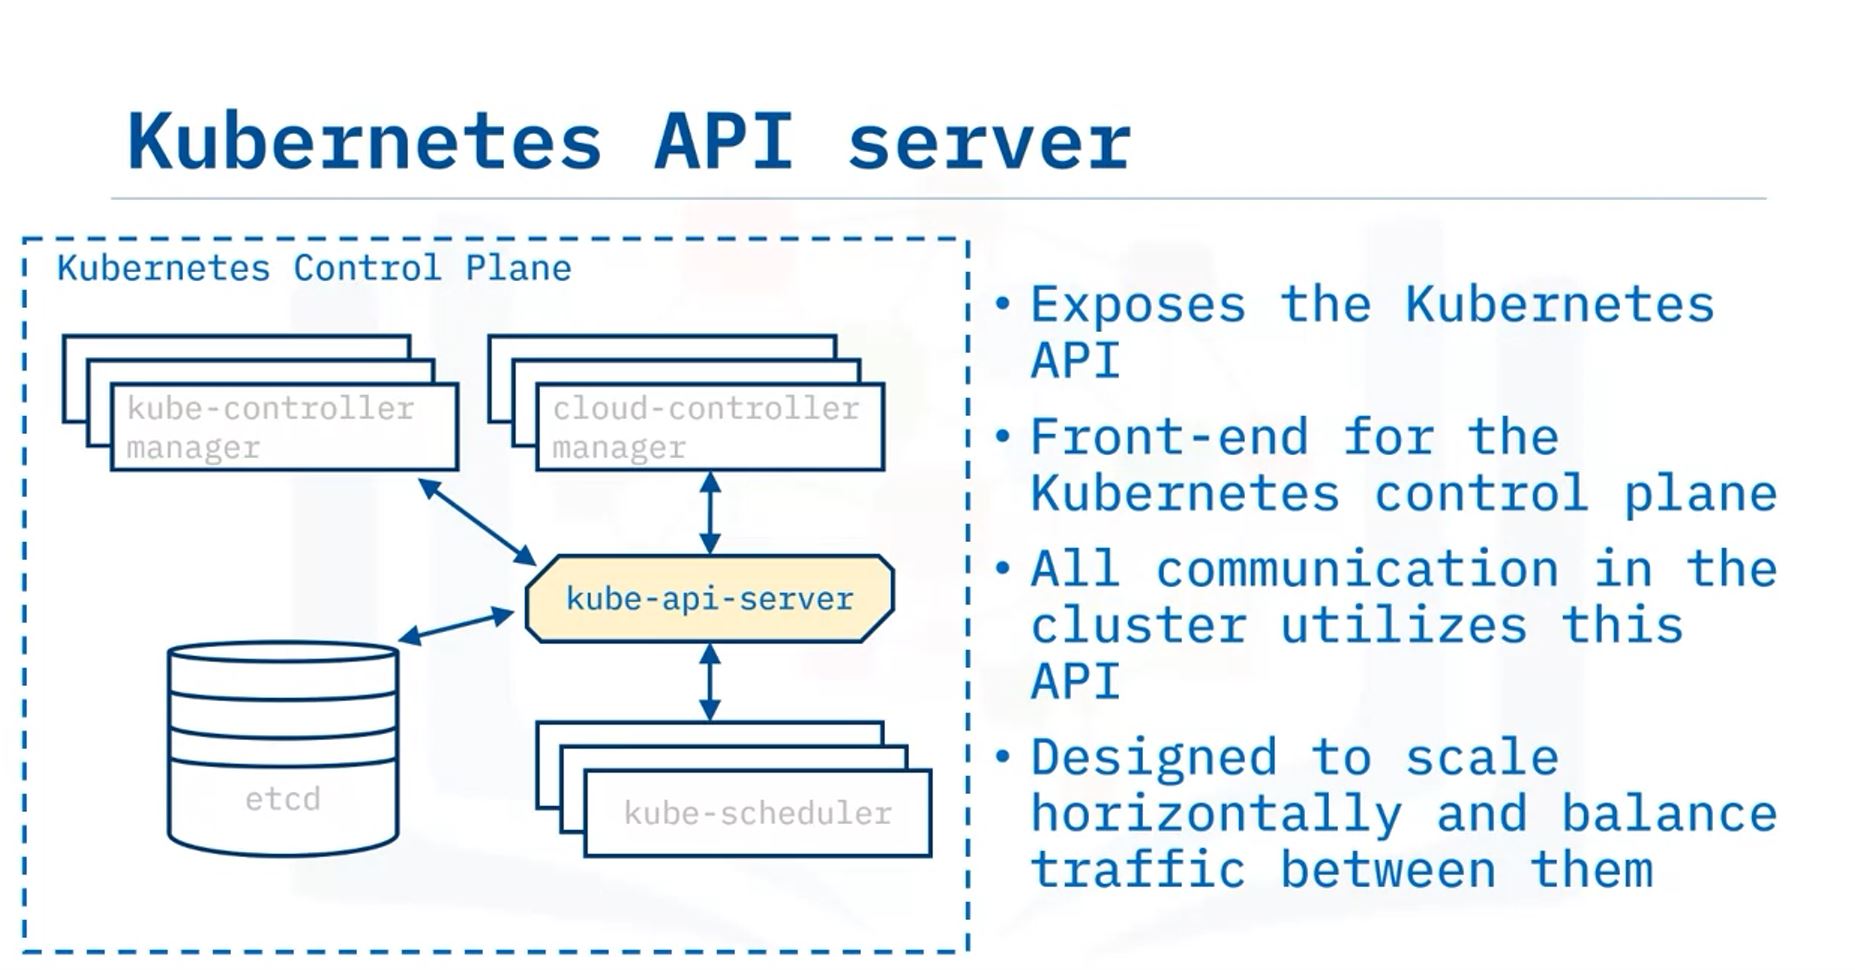 Kubernetes API server
Kubernetes Control Plane
kube-controller
manager
cloud-controller
manager
kube-api-server
etcd
kube-scheduler
• Exposes the Kubernetes
API
• Front-end for the
Kubernetes control plane
• All communication in the
cluster utilizes this
API
• Designed to scale
horizontally and balance
traffic between them